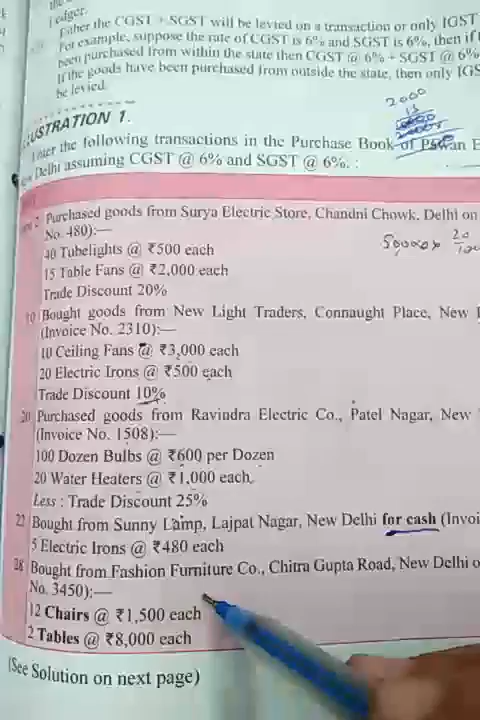 Ledger.
Either the CGST + SGST will be levied on a transaction or only IGST
For example, suppose the rate of CGST is 6% and SGST is 6%, then if
been purchased from within the state then CGST @ 6% + SGST @ 6%
If the goods have been purchased from outside the state, then only IGS
be levied.
2000
15
USTRATION 1.
the following transactions in the Purchase Book of Pawan E
Delhi assuming CGST @ 6% and SGST @ 6%. :
2 Purchased goods from Surya Electric Store, Chandni Chowk, Delhi on
No. 480):—
50000 × 20
40 Tubelights @ ₹500 each
15 Table Fans @ ₹2,000 each
Trade Discount 20%
10 Bought goods from New Light Traders, Connaught Place, New
(Invoice No. 2310):—
10 Ceiling Fans @ ₹3,000 each
20 Electric Irons @ ₹500 each
Trade Discount 10%
20 Purchased goods from Ravindra Electric Co., Patel Nagar, New
(Invoice No. 1508):—
100 Dozen Bulbs @ ₹600 per Dozen
20 Water Heaters @ ₹1,000 each
Less : Trade Discount 25%
22 Bought from Sunny Lamp, Lajpat Nagar, New Delhi for cash (Invoi
5 Electric Irons @ ₹480 each
28 Bought from Fashion Furniture Co., Chitra Gupta Road, New Delhi o
No. 3450):—
12 Chairs @ ₹1,500 each
2 Tables @ ₹8,000 each
(See Solution on next page)